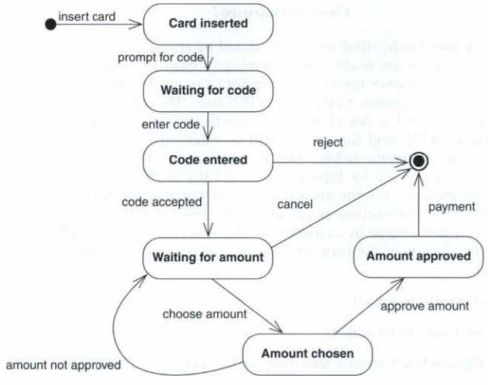 insert card
Card inserted
prompt for code
Waiting for code
enter code
reject
Code entered
code accepted
cancel
payment
Waiting for amount
Amount approved
choose amount
approve amount
Amount chosen
amount not approved